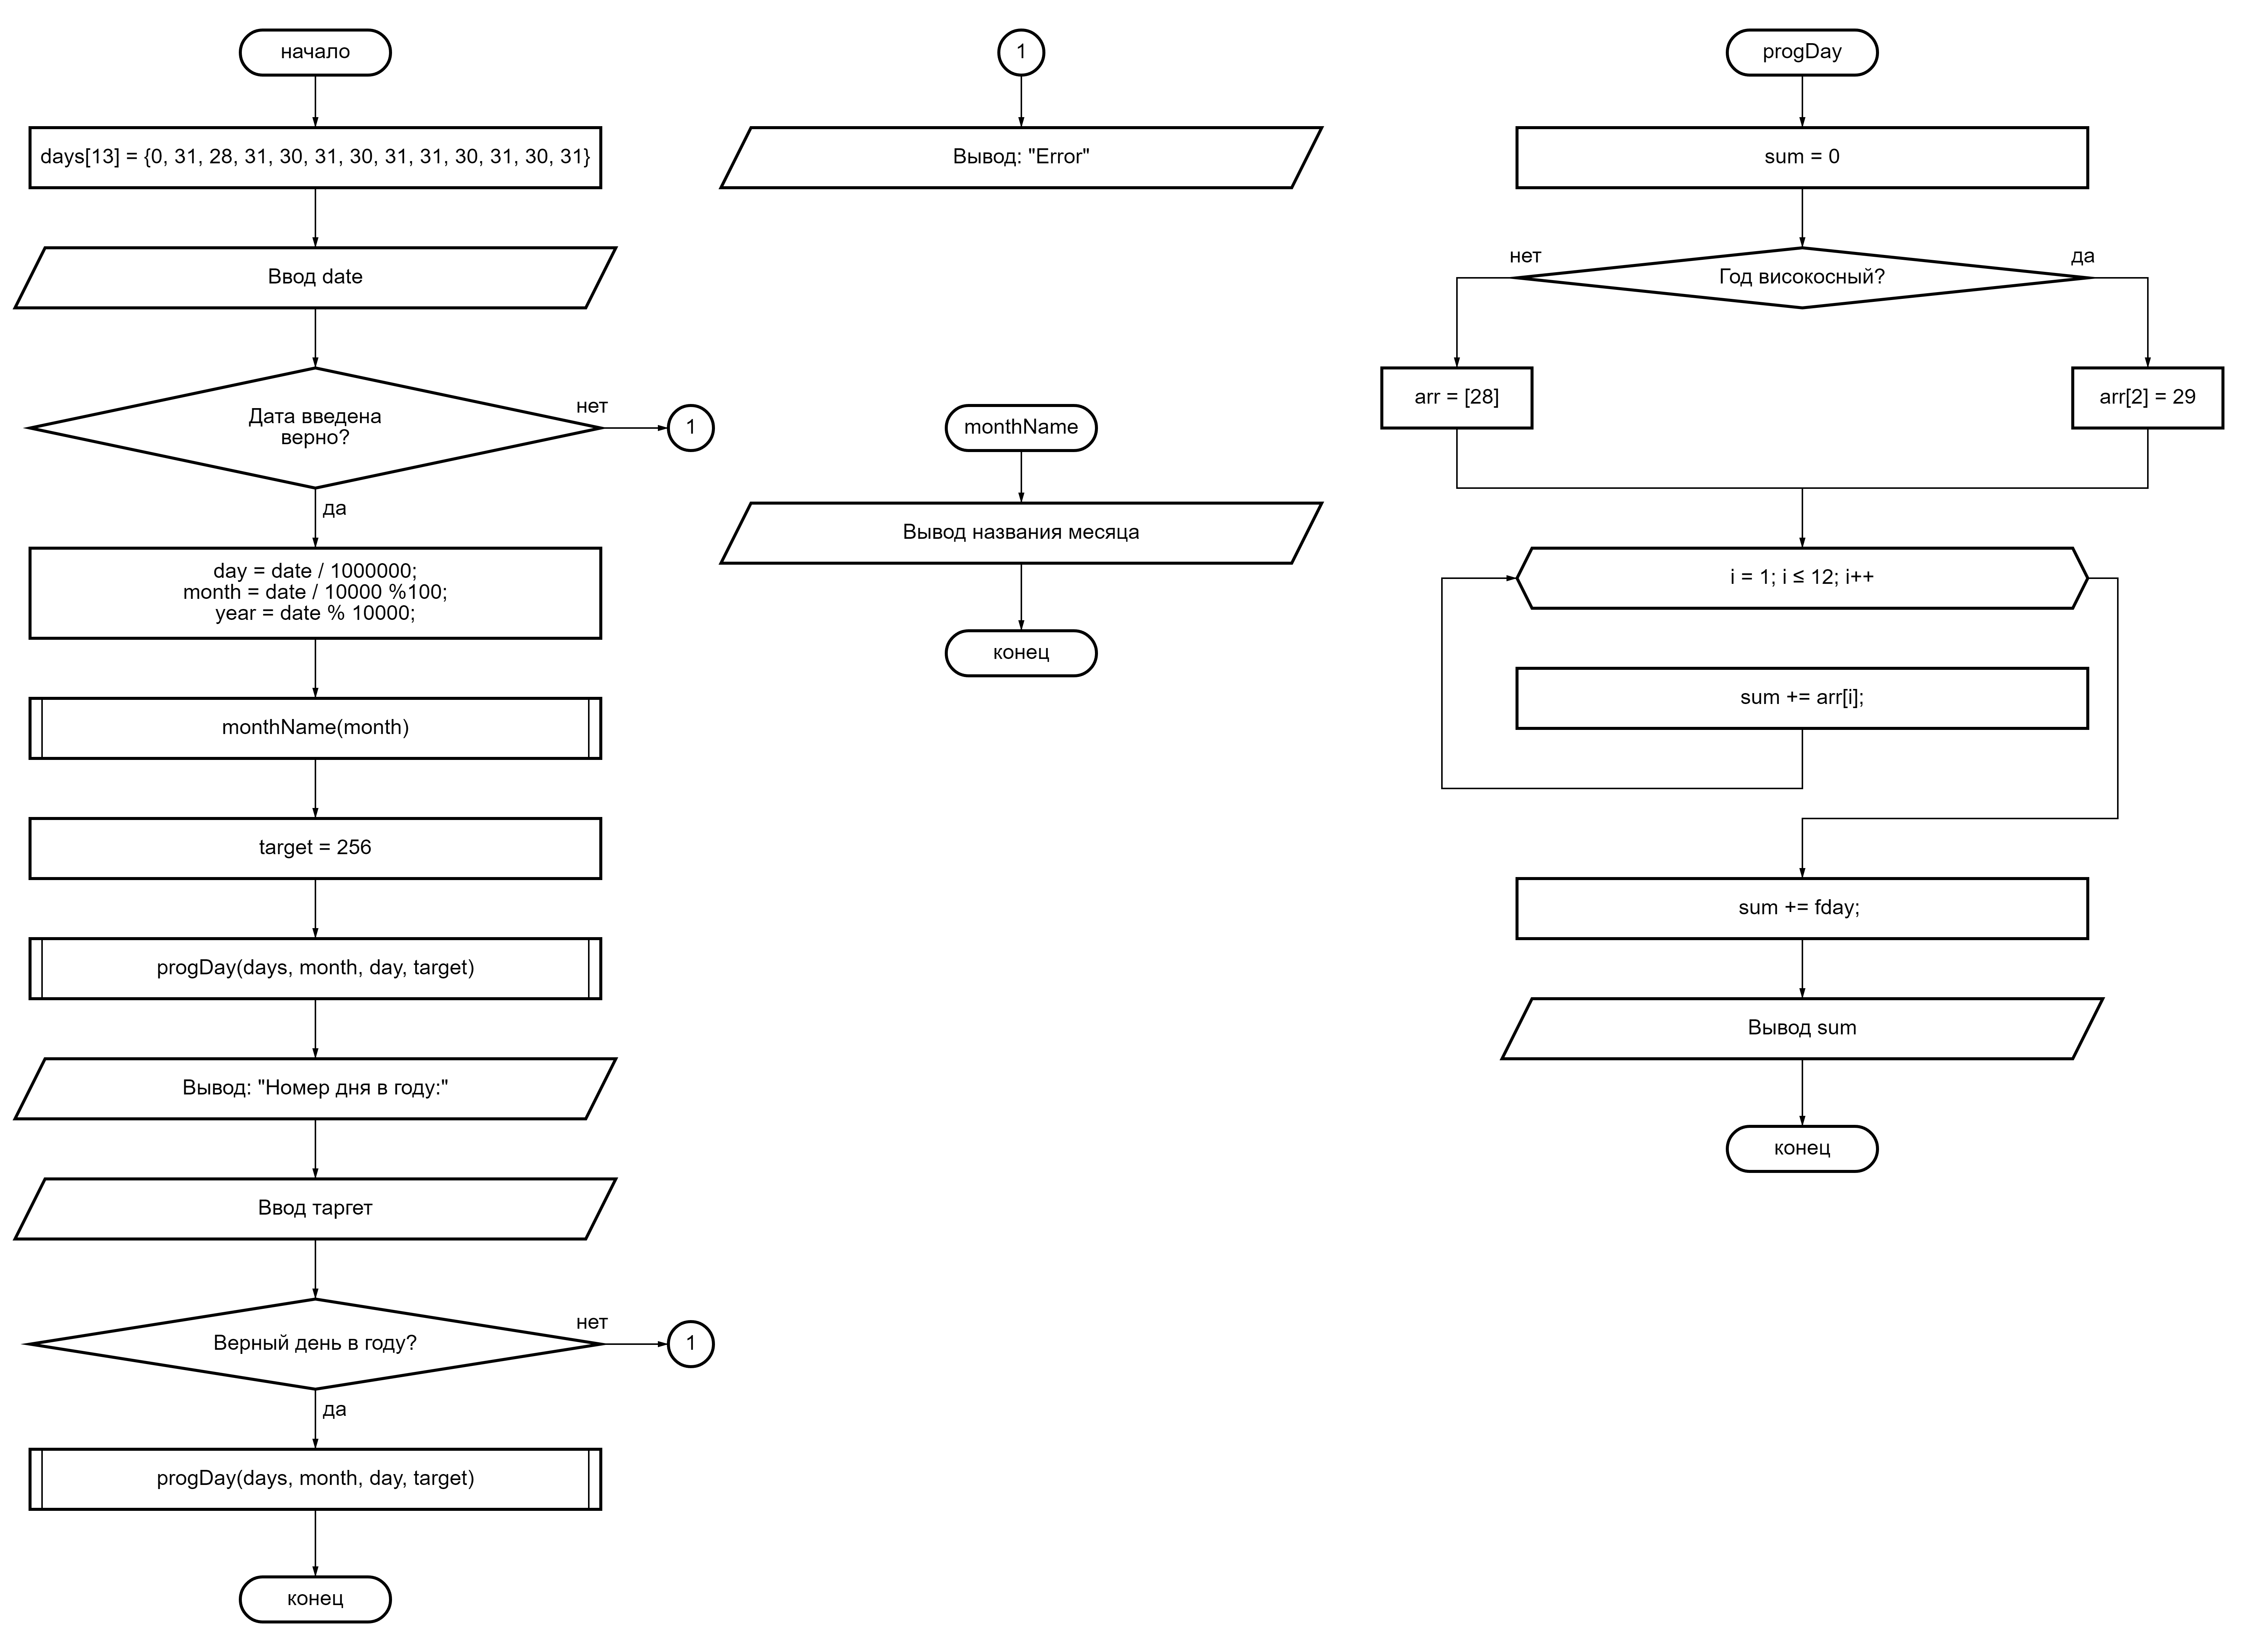 начало
days[13] = {0, 31, 28, 31, 30, 31, 30, 31, 31, 30, 31, 30, 31}
Ввод date
Дата введена
верно?
нет
1
да
day = date / 1000000;
month = date / 10000 %100;
year = date % 10000;
monthName(month)
target = 256
progDay(days, month, day, target)
Вывод: "Номер дня в году:"
Ввод таргет
Верный день в году?
нет
1
да
progDay(days, month, day, target)
конец
1
Вывод: "Error"
monthName
Вывод названия месяца
конец
progDay
sum = 0
Год високосный?
нет
да
arr = [28]
arr[2] = 29
i = 1; i ≤ 12; i++
sum += arr[i];
sum += fday;
Вывод sum
конец